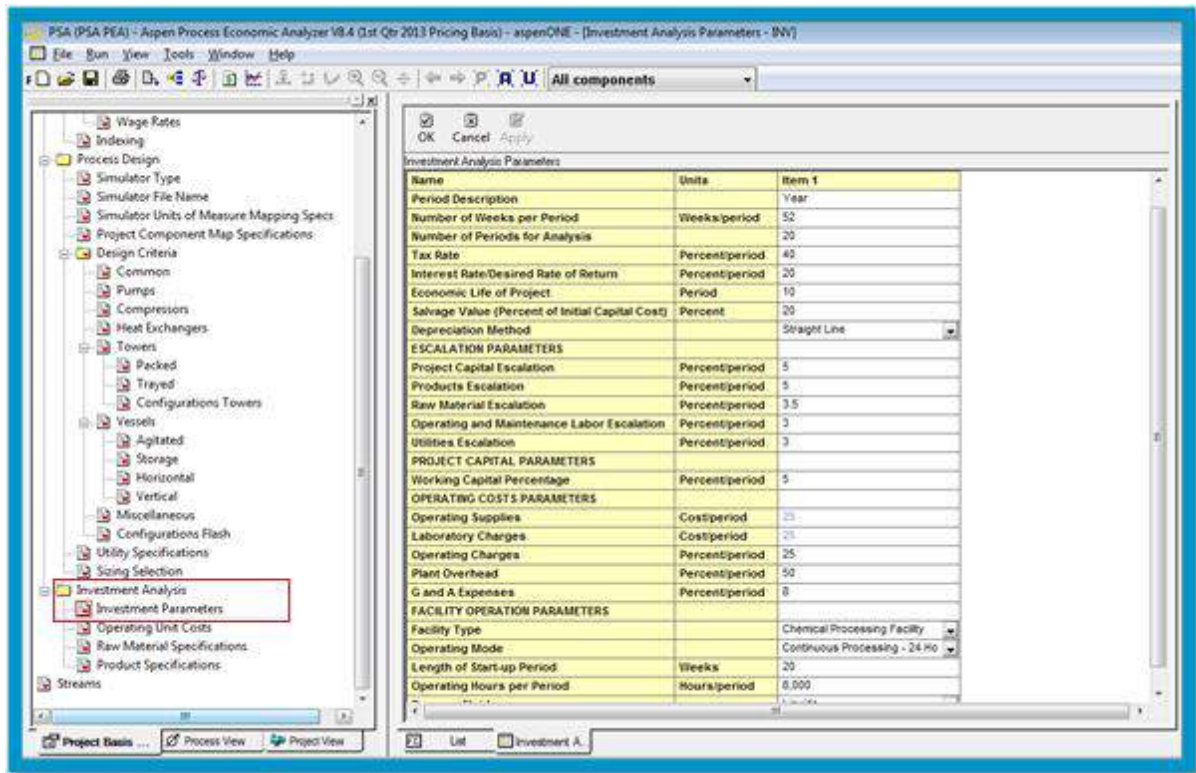 PSA (PSA PEA) - Aspen Process Economic Analyzer V8.4 (1st Qtr 2013 Pricing Basis) - aspenONE - [Investment Analysis Parameters - INV]
File Run View Tools Window Help
All components
Wage Rates
Indexing
Process Design
Simulator Type
Simulator File Name
Simulator Units of Measure Mapping Specs
Project Component Map Specifications
Design Criteria
Common
Pumps
Compressors
Heat Exchangers
Towers
Packed
Trayed
Configurations Towers
Vessels
Agitated
Storage
Horizontal
Vertical
Miscellaneous
Configurations Flash
Utility Specifications
Sizing Selection
Investment Analysis
Investment Parameters
Operating Unit Costs
Raw Material Specifications
Product Specifications
Streams
Project Basis ... Process View Project View
OK Cancel Apply
Investment Analysis Parameters
Name Units Item 1
Period Description Year
Number of Weeks per Period Weeks/period 52
Number of Periods for Analysis 20
Tax Rate Percent/period 40
Interest Rate/Desired Rate of Return Percent/period 20
Economic Life of Project Period 10
Salvage Value (Percent of Initial Capital Cost) Percent 20
Depreciation Method Straight Line
ESCALATION PARAMETERS
Project Capital Escalation Percent/period 5
Products Escalation Percent/period 5
Raw Material Escalation Percent/period 3.5
Operating and Maintenance Labor Escalation Percent/period 3
Utilities Escalation Percent/period 3
PROJECT CAPITAL PARAMETERS
Working Capital Percentage Percent/period 5
OPERATING COSTS PARAMETERS
Operating Supplies Cost/period 25
Laboratory Charges Cost/period 25
Operating Charges Percent/period 25
Plant Overhead Percent/period 50
G and A Expenses Percent/period 8
FACILITY OPERATION PARAMETERS
Facility Type Chemical Processing Facility
Operating Mode Continuous Processing - 24 Ho
Length of Start-up Period Weeks 20
Operating Hours per Period Hours/period 8,000
List Investment A..